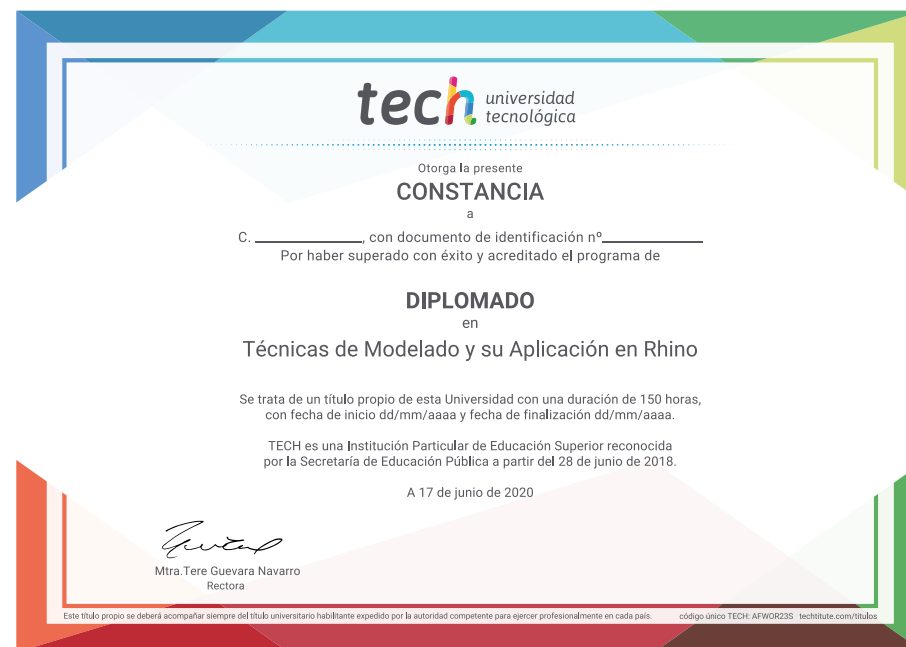 tech universidad
tecnológica
Otorga la presente
CONSTANCIA
a
C. ____________, con documento de identificación nº____________
Por haber superado con éxito y acreditado el programa de
DIPLOMADO
en
Técnicas de Modelado y su Aplicación en Rhino
Se trata de un título propio de esta Universidad con una duración de 150 horas,
con fecha de inicio dd/mm/aaaa y fecha de finalización dd/mm/aaaa.
TECH es una Institución Particular de Educación Superior reconocida
por la Secretaría de Educación Pública a partir del 28 de junio de 2018.
A 17 de junio de 2020
Mtra.Tere Guevara Navarro
Rectora
Este título propio se deberá acompañar siempre del título universitario habilitante expedido por la autoridad competente para ejercer profesionalmente en cada país. código único TECH: AFWOR23S techtitute.com/titulos